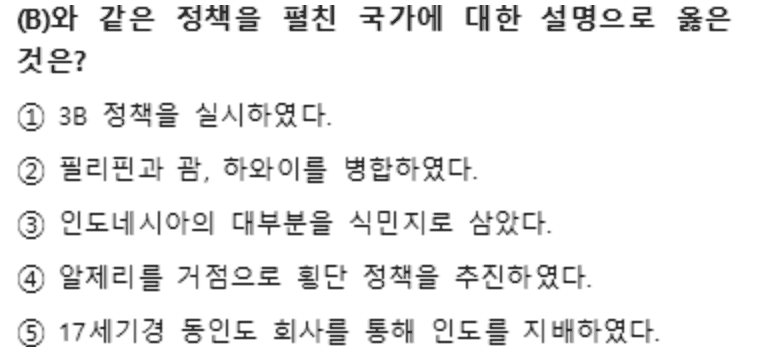 (B)와 같은 정책을 펼친 국가에 대한 설명으로 옳은
것은?
① 3B 정책을 실시하였다.
② 필리핀과 괌, 하와이를 병합하였다.
③ 인도네시아의 대부분을 식민지로 삼았다.
④ 알제리를 거점으로 횡단 정책을 추진하였다.
⑤ 17세기경 동인도 회사를 통해 인도를 지배하였다.